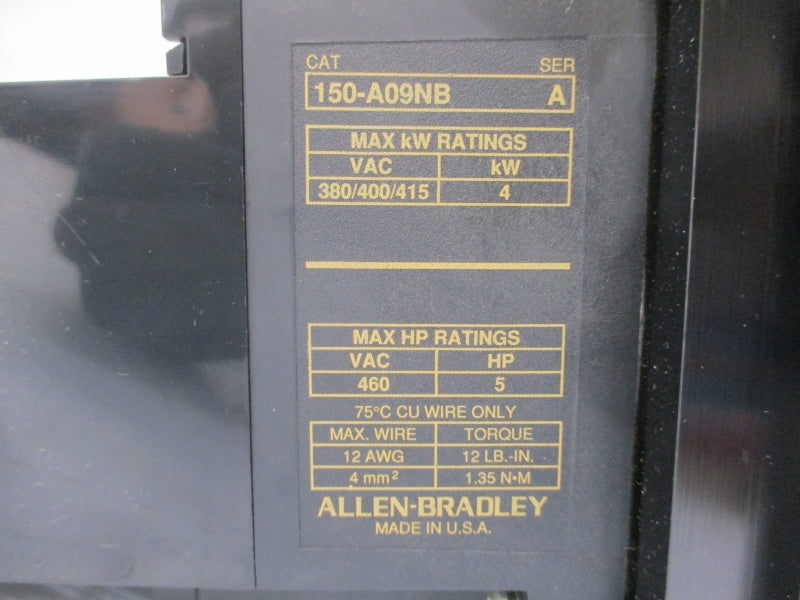 CAT SER
150-A09NB A
MAX kW RATINGS
VAC kW
380/400/415 4
MAX HP RATINGS
VAC HP
460 5
75°C CU WIRE ONLY
MAX. WIRE TORQUE
12 AWG 12 LB.-IN.
4 mm² 1.35 N•M
ALLEN-BRADLEY
MADE IN U.S.A.